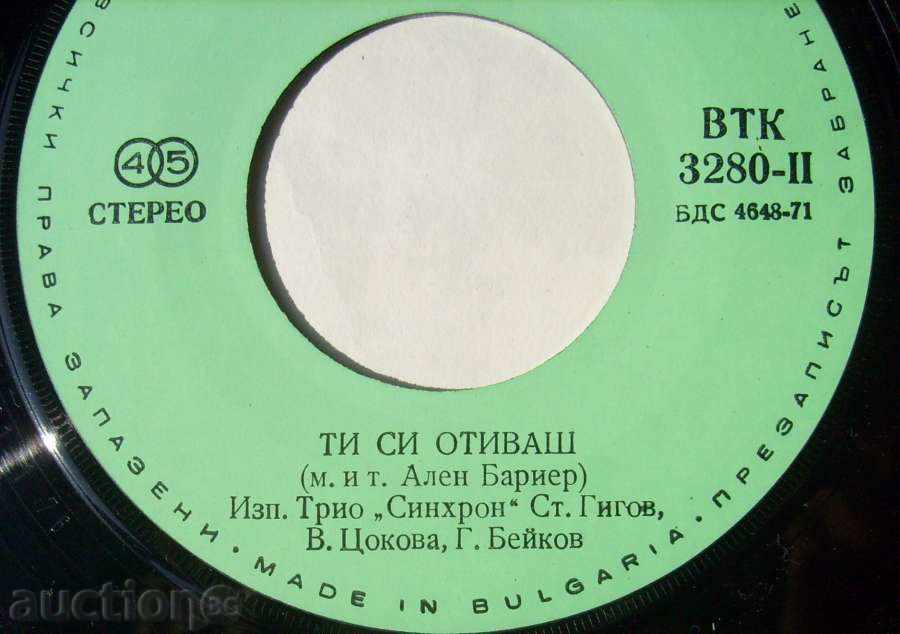 ВСИЧКИ ПРАВА ЗАПАЗЕНИ · MADE IN BULGARIA · ПРЕЗАПИСЪТ ЗАБРАНЕ
45
СТЕРЕО
ВТК
3280-II
БДС 4648-71
ТИ СИ ОТИВАШ
(м. и т. Ален Бариер)
Изп. Трио „Синхрон“ Ст. Гигов,
В. Цокова, Г. Бейков
auction.bg